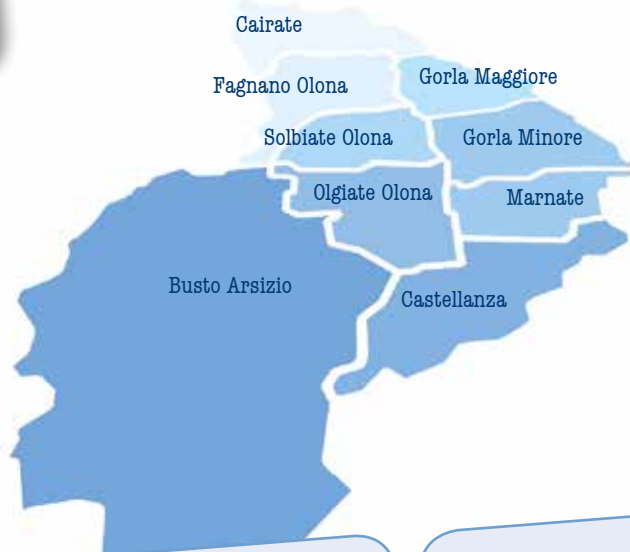 Cairate
Fagnano Olona
Gorla Maggiore
Solbiate Olona
Gorla Minore
Olgiate Olona
Marnate
Busto Arsizio
Castellanza